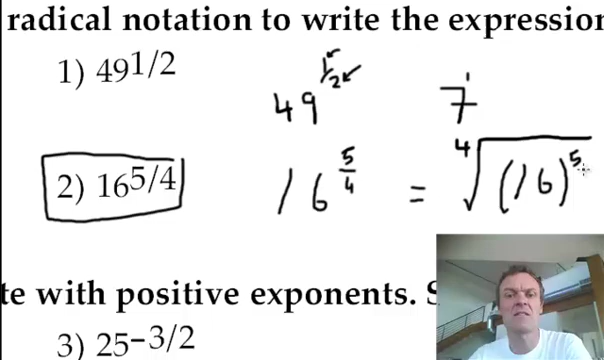 radical notation to write the expression
1) 49^1/2
49^1/2 7^1
2) 16^5/4
16^5/4 = ⁴√(16)^5
te with positive exponents. S
3) 25^-3/2